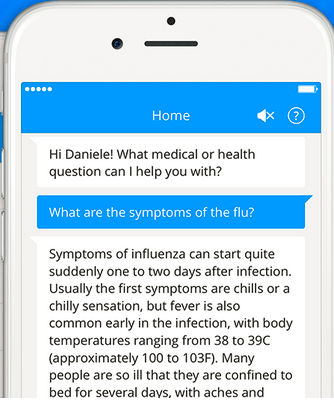 Home
Hi Daniele! What medical or health
question can I help you with?
What are the symptoms of the flu?
Symptoms of influenza can start quite
suddenly one to two days after infection.
Usually the first symptoms are chills or a
chilly sensation, but fever is also
common early in the infection, with body
temperatures ranging from 38 to 39C
(approximately 100 to 103F). Many
people are so ill that they are confined to
bed for several days, with aches and